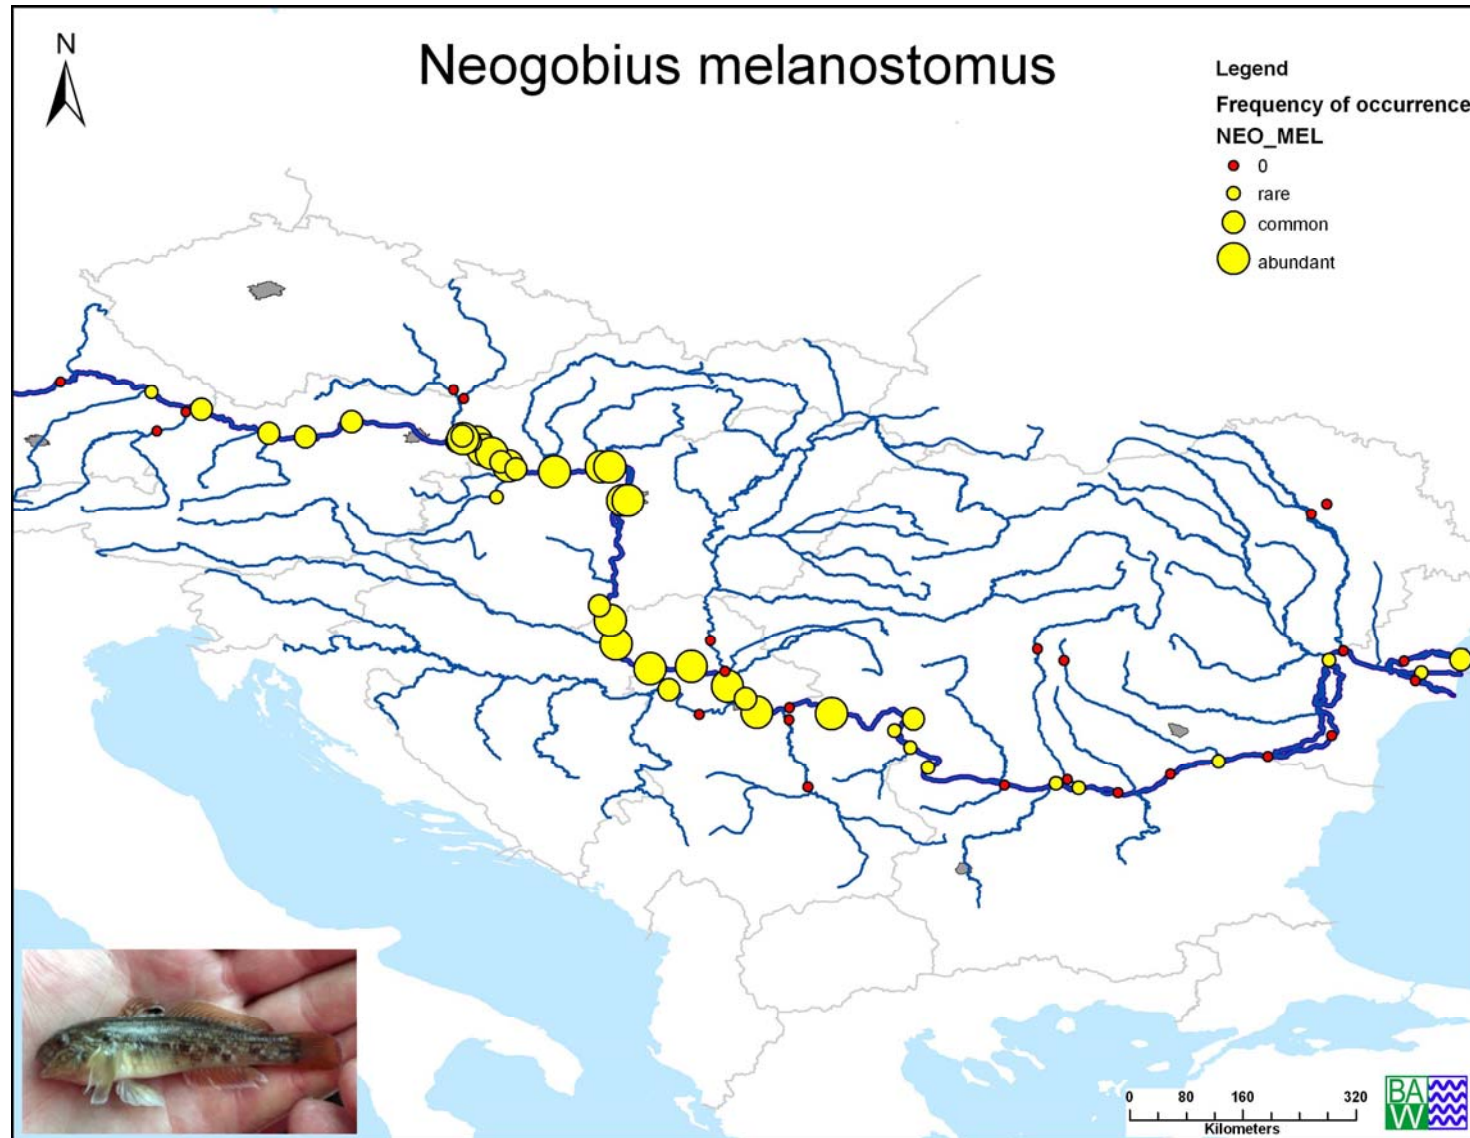 N
Neogobius melanostomus
Legend
Frequency of occurrence
NEO_MEL
0
rare
common
abundant
0 80 160 320
Kilometers
BA
W